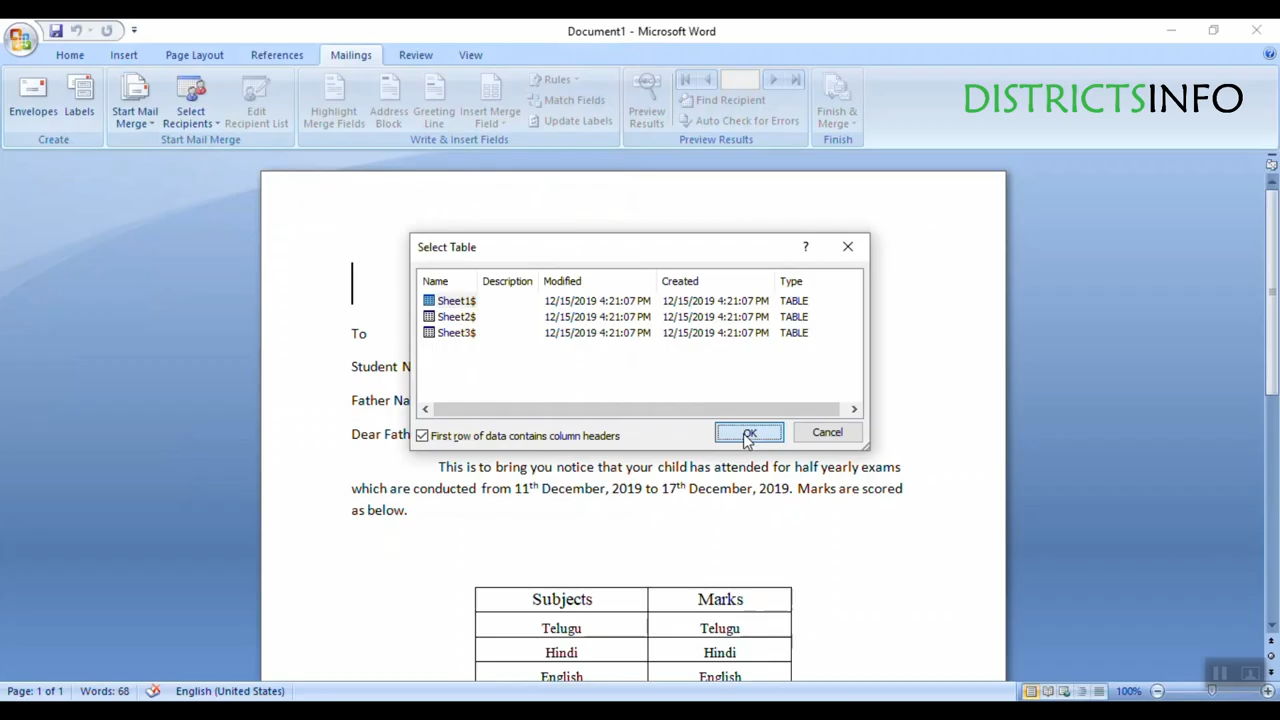 Document1 - Microsoft Word
Home Insert Page Layout References Mailings Review View
DISTRICTSINFO
Envelopes Labels
Create
Start Mail Merge
Select Recipients
Edit Recipient List
Start Mail Merge
Highlight Merge Fields
Address Block
Greeting Line
Insert Merge Field
Rules
Match Fields
Update Labels
Write & Insert Fields
Preview Results
Find Recipient
Auto Check for Errors
Preview Results
Finish & Merge
Finish
Select Table
?
Name Description Modified Created Type
Sheet1$ 12/15/2019 4:21:07 PM 12/15/2019 4:21:07 PM TABLE
Sheet2$ 12/15/2019 4:21:07 PM 12/15/2019 4:21:07 PM TABLE
Sheet3$ 12/15/2019 4:21:07 PM 12/15/2019 4:21:07 PM TABLE
First row of data contains column headers
OK Cancel
To
Student N
Father Na
Dear Fath
This is to bring you notice that your child has attended for half yearly exams
which are conducted from 11th December, 2019 to 17th December, 2019. Marks are scored
as below.
Subjects Marks
Telugu Telugu
Hindi Hindi
English English
Page: 1 of 1 Words: 68 English (United States) 100%